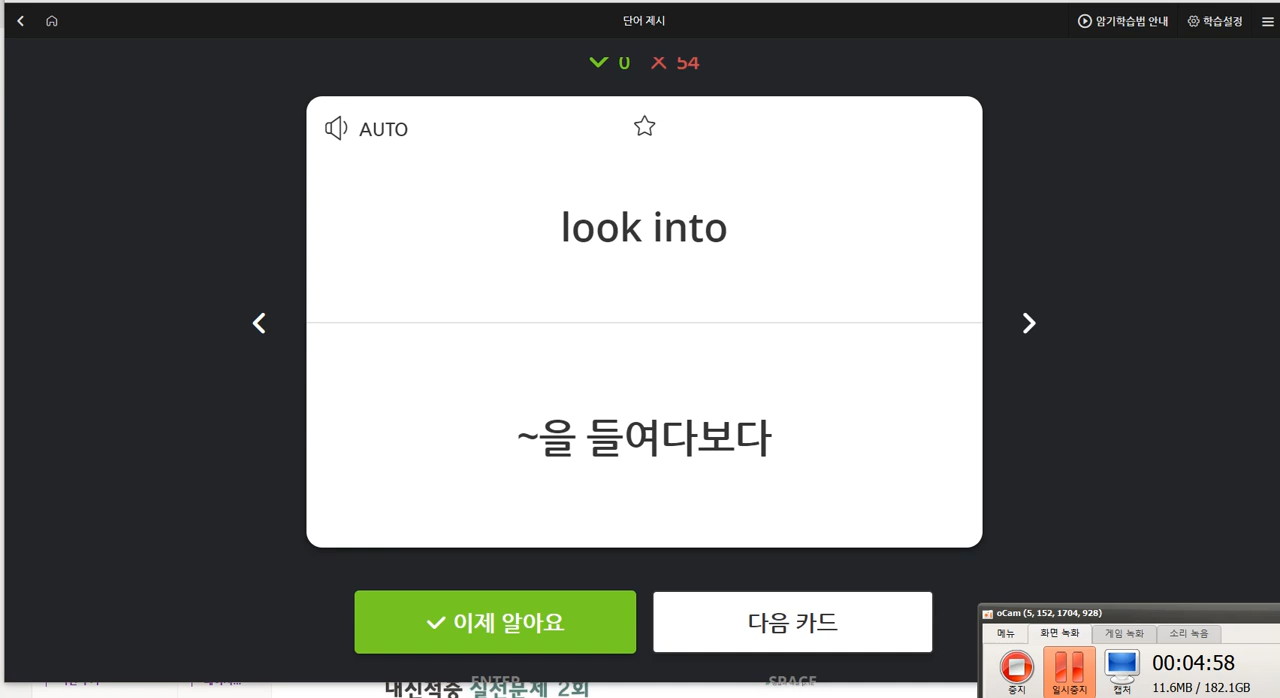 단어 제시
암기학습법 안내
학습설정
0
54
AUTO
look into
~을 들여다보다
이제 알아요
다음 카드
ENTER
SPACE
내신적중 실전문제 2회
oCam (5, 152, 1704, 928)
메뉴
화면 녹화
게임 녹화
소리 녹음
중지
일시중지
캡처
00:04:58
11.6MB / 182.1GB